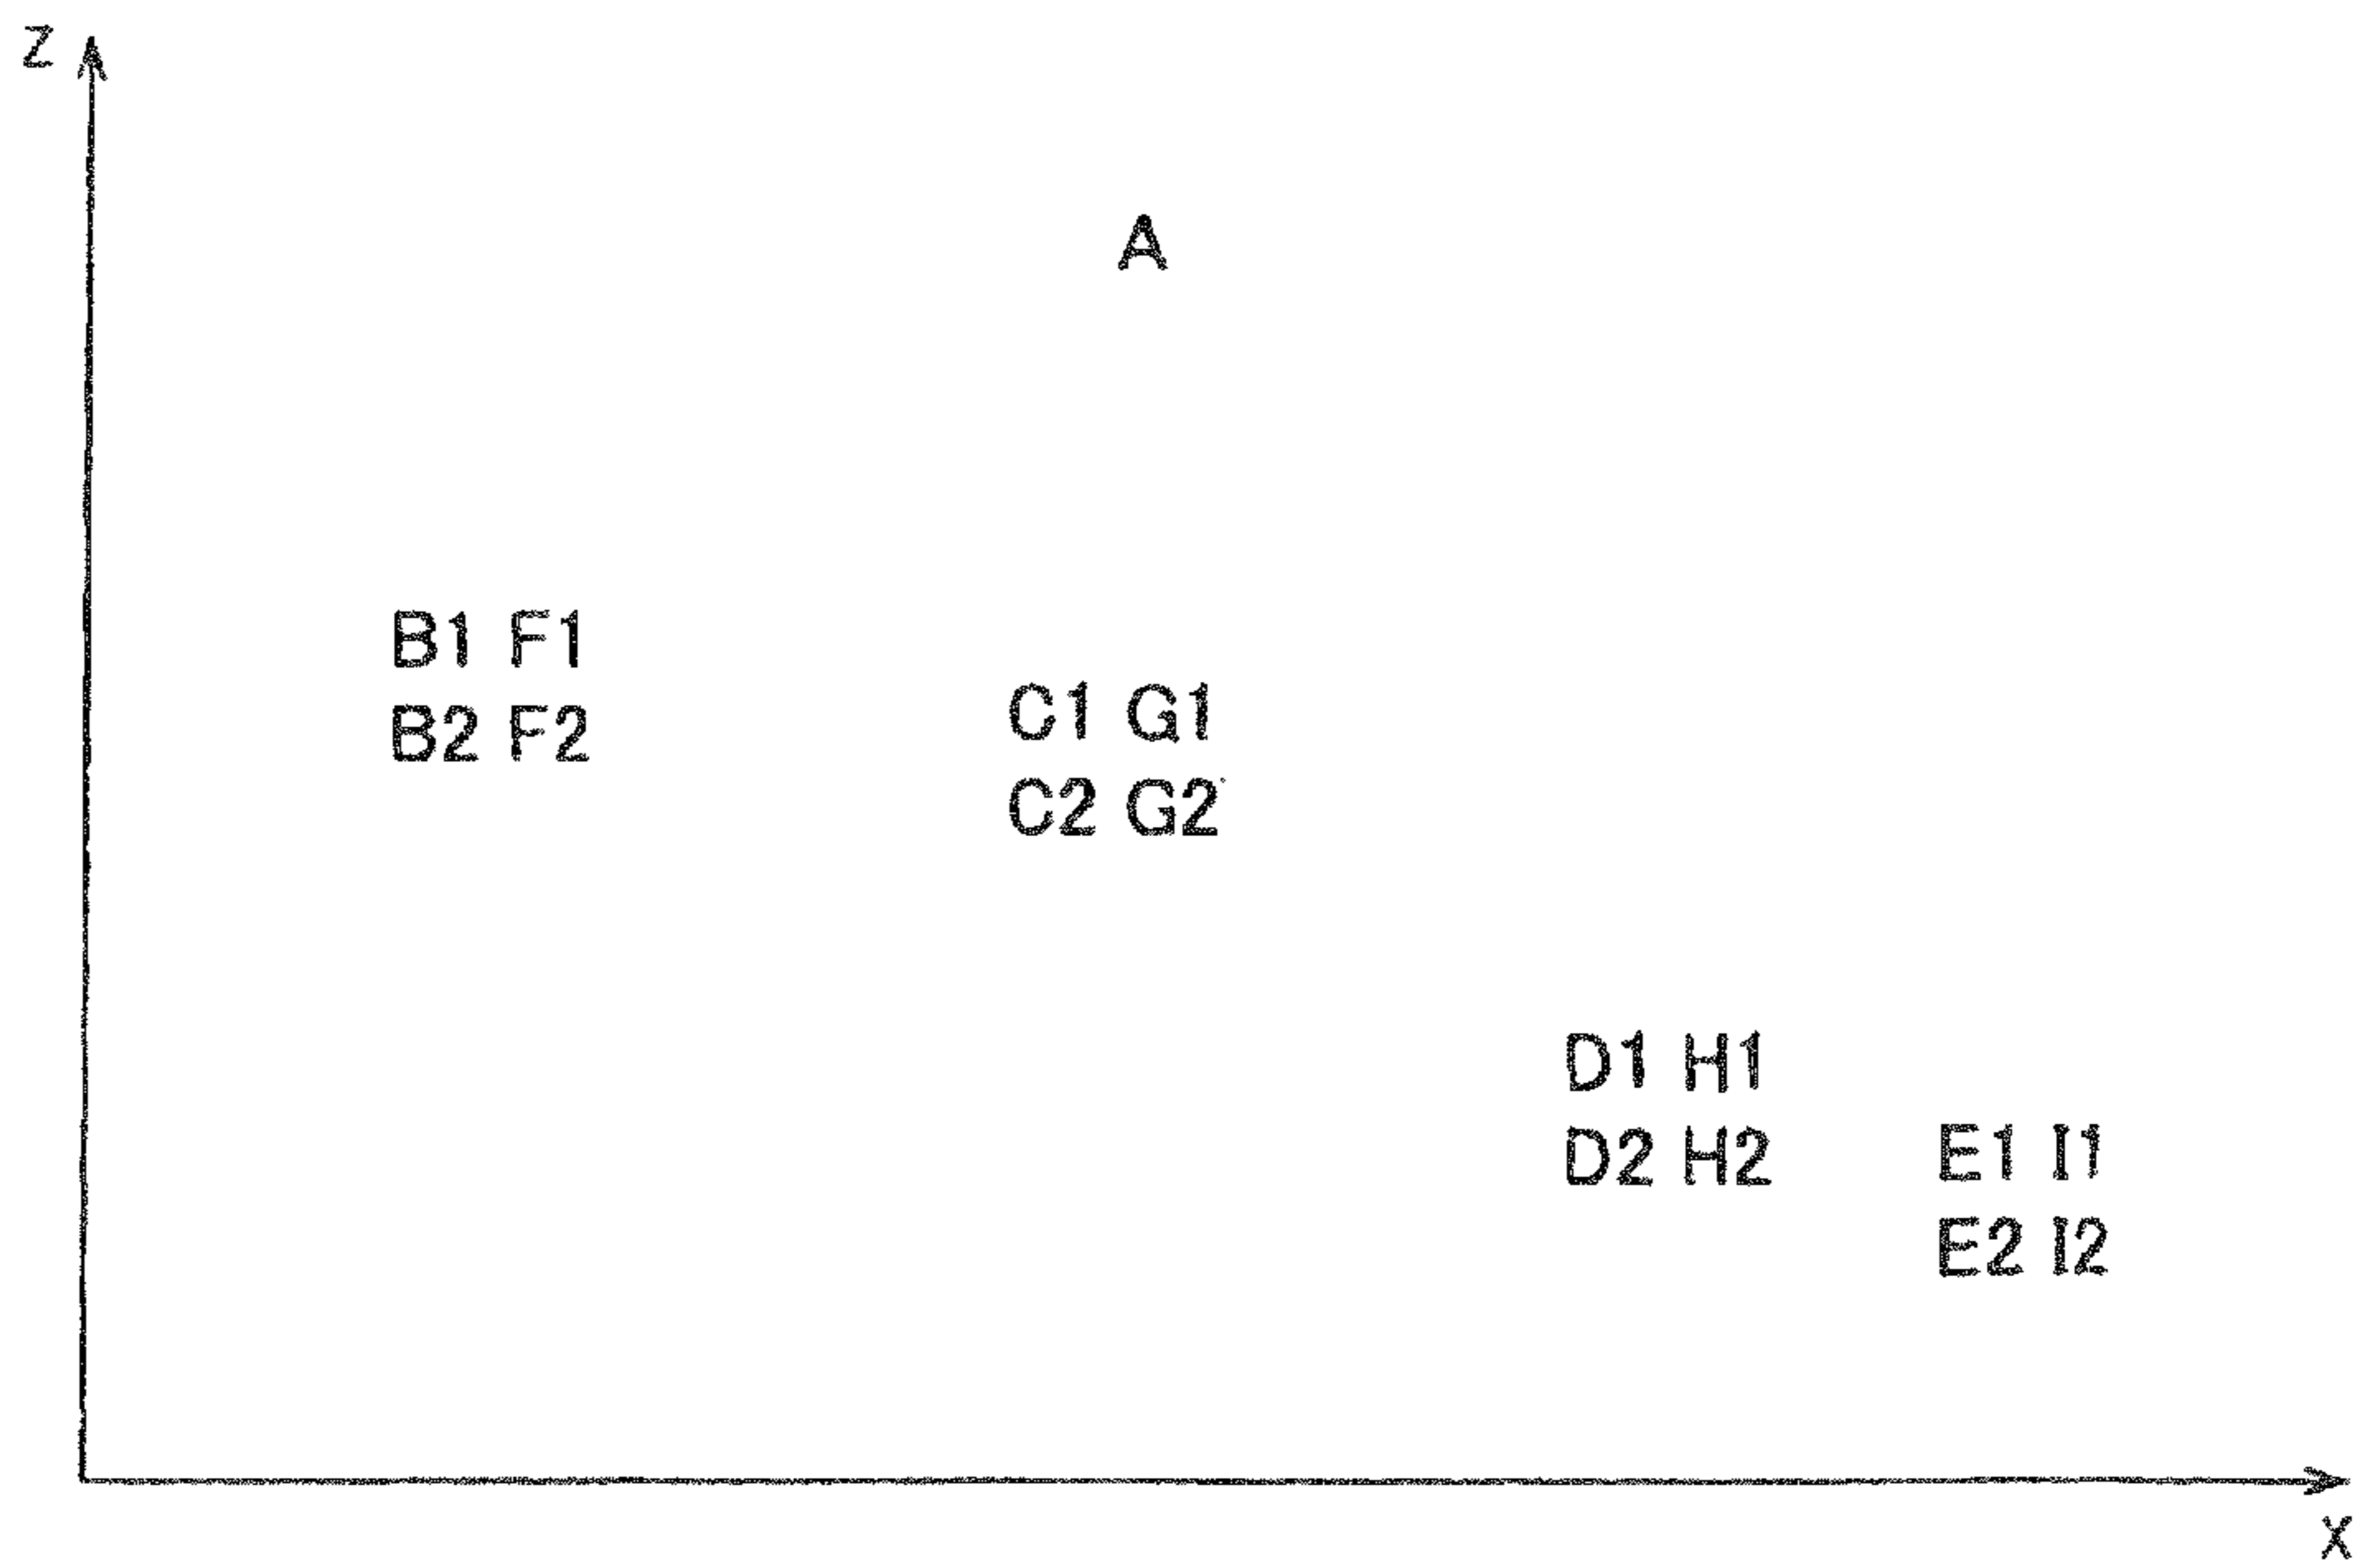 Z
A
B1 F1
B2 F2
C1 G1
C2 G2
D1 H1
D2 H2
E1 I1
E2 I2
X